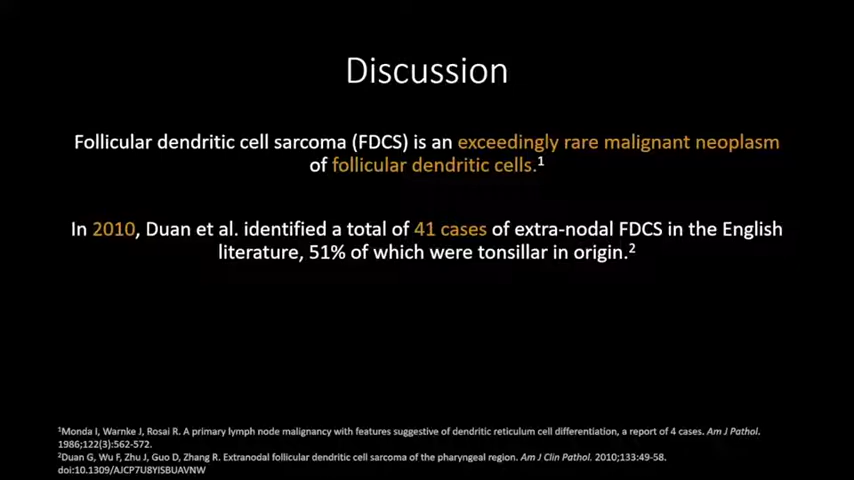 Discussion
Follicular dendritic cell sarcoma (FDCS) is an exceedingly rare malignant neoplasm
of follicular dendritic cells.¹
In 2010, Duan et al. identified a total of 41 cases of extra-nodal FDCS in the English
literature, 51% of which were tonsillar in origin.²
¹Monda I, Warnke J, Rosai R. A primary lymph node malignancy with features suggestive of dendritic reticulum cell differentiation, a report of 4 cases. Am J Pathol.
1986;122(3):562-572.
²Duan G, Wu F, Zhu J, Guo D, Zhang R. Extranodal follicular dendritic cell sarcoma of the pharyngeal region. Am J Clin Pathol. 2010;133:49-58.
doi:10.1309/AJCP7U8YISBUAVNW